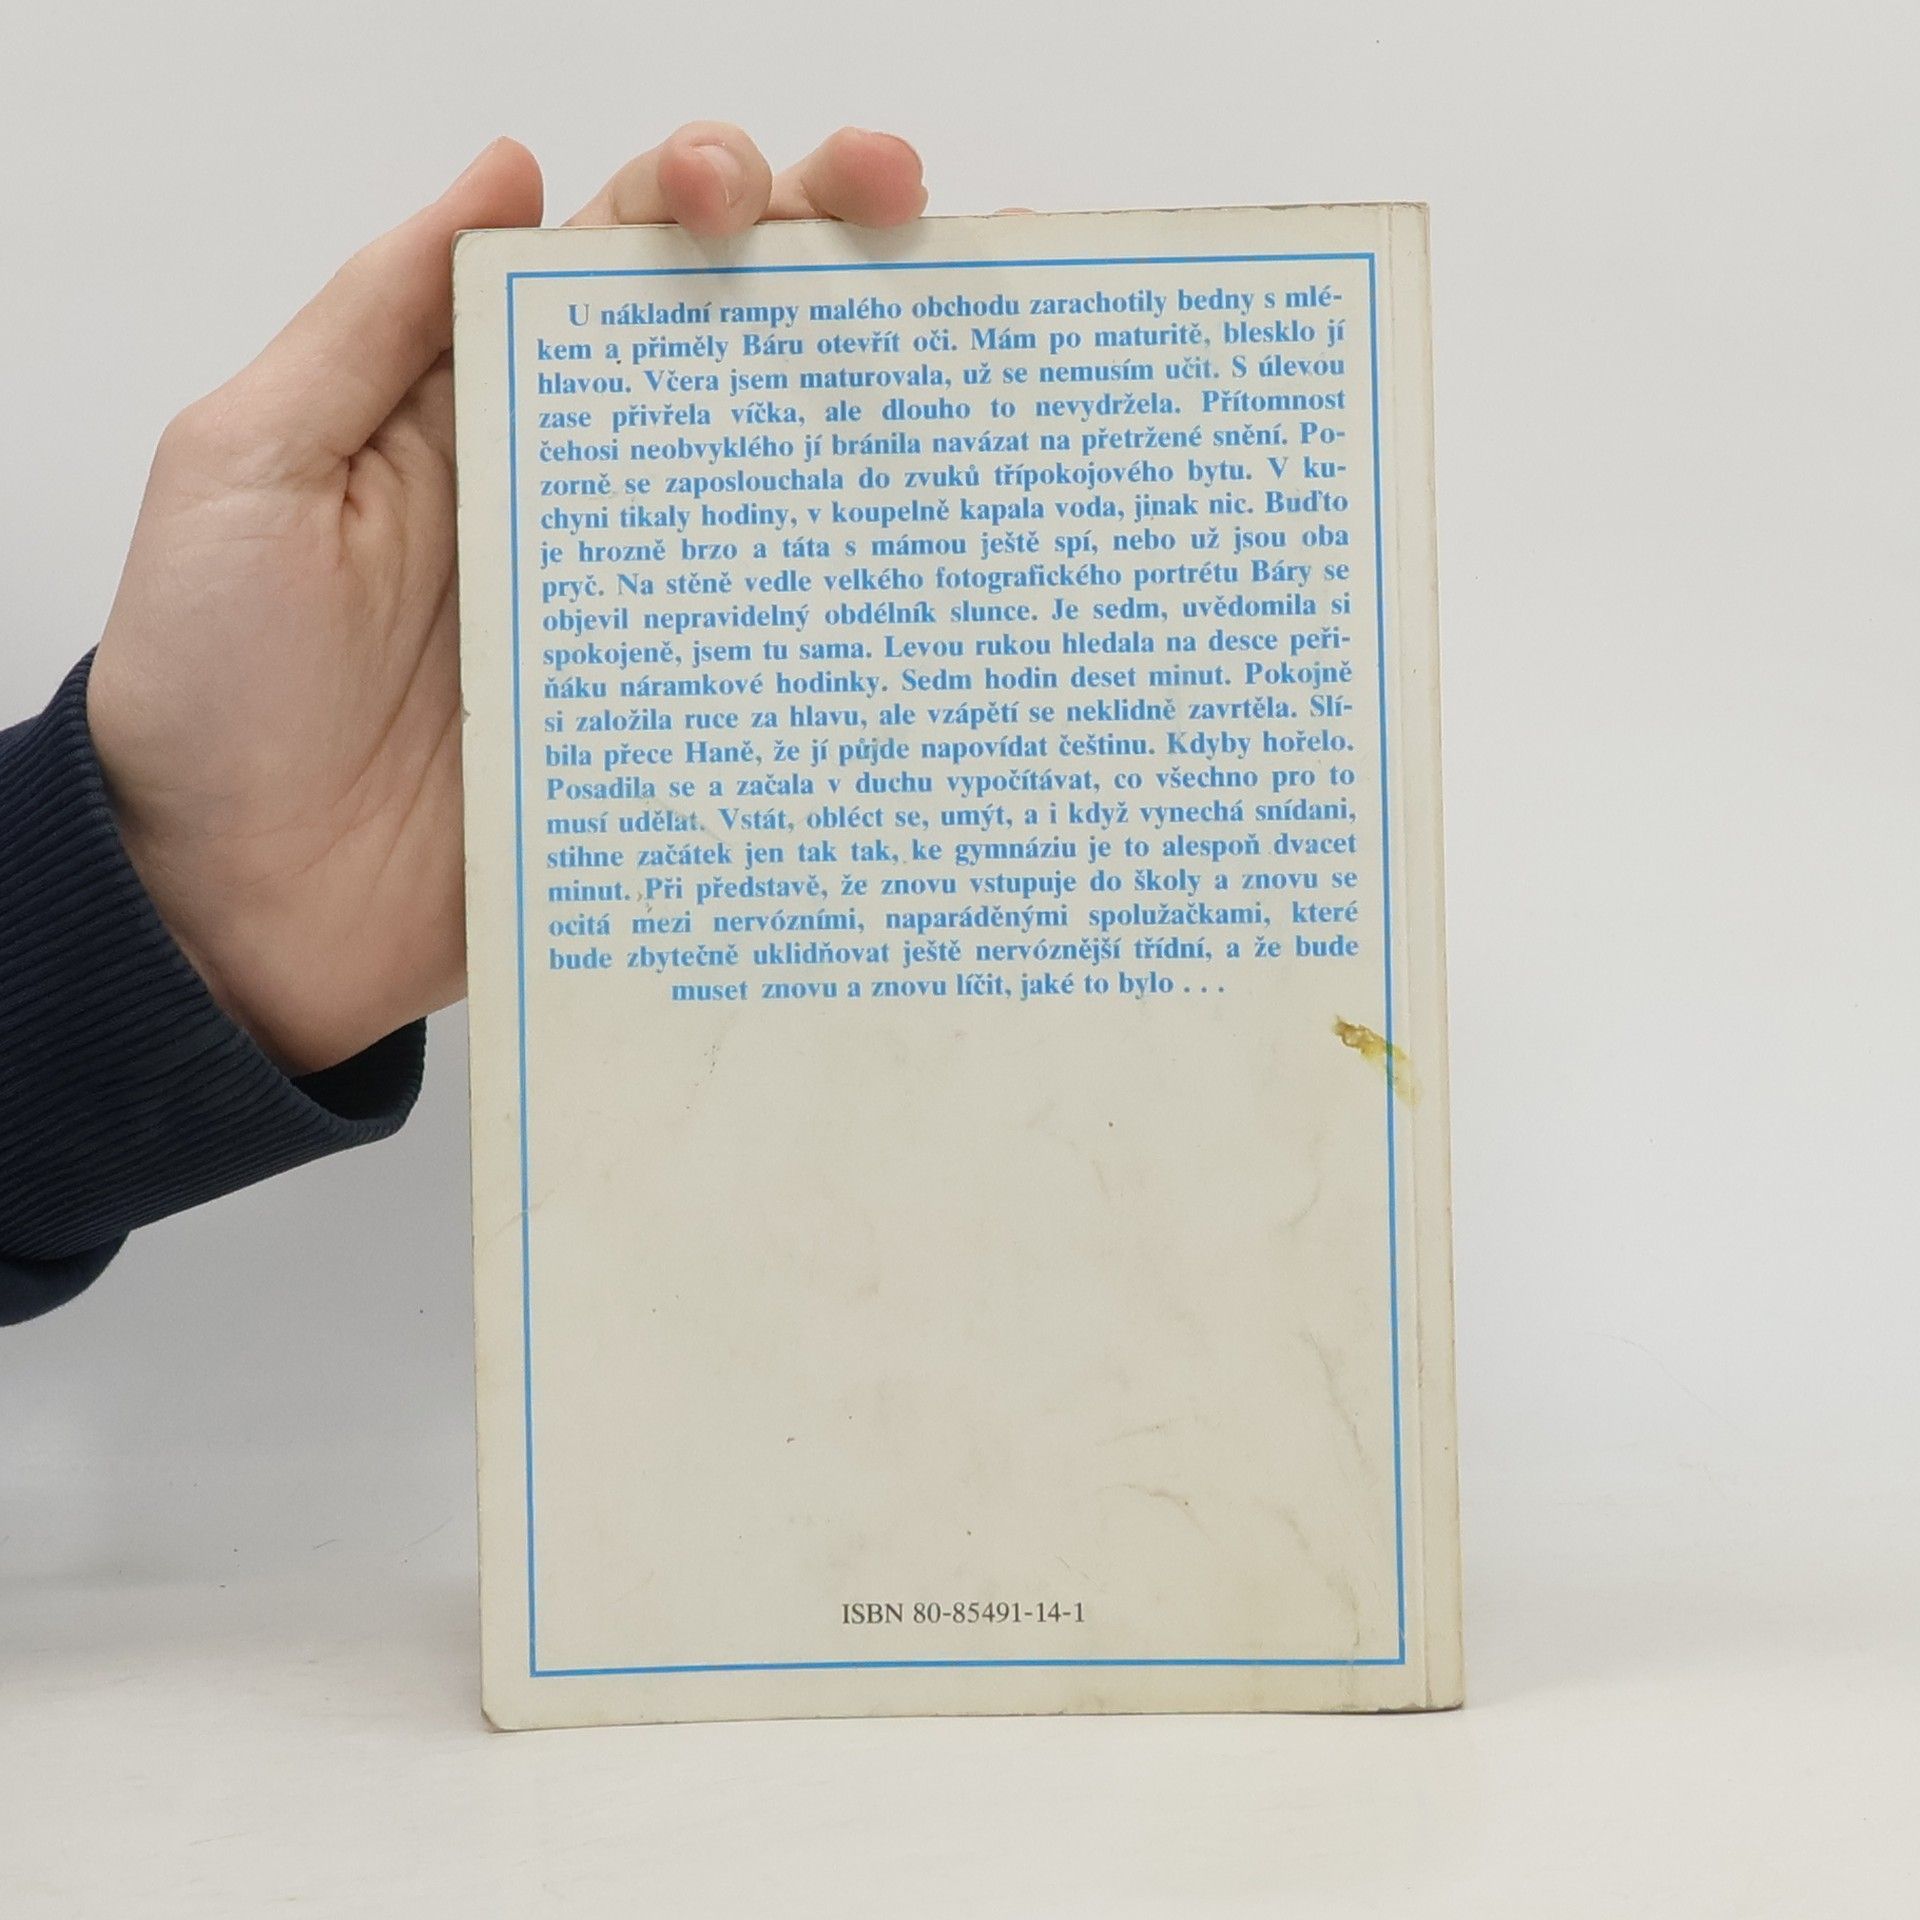 U nákladní rampy malého obchodu zarachotily bedny s mlé-
kem a přiměly Báru otevřít oči. Mám po maturitě, blesklo jí
hlavou. Včera jsem maturovala, už se nemusím učit. S úlevou
zase přivřela víčka, ale dlouho to nevydržela. Přítomnost
čehosi neobvyklého jí bránila navázat na přetržené snění. Po-
zorně se zaposlouchala do zvuků třípokojového bytu. V ku-
chyni tikaly hodiny, v koupelně kapala voda, jinak nic. Buďto
je hrozně brzo a táta s mámou ještě spí, nebo už jsou oba
pryč. Na stěně vedle velkého fotografického portrétu Báry se
objevil nepravidelný obdélník slunce. Je sedm, uvědomila si
spokojeně, jsem tu sama. Levou rukou hledala na desce peři-
ňáku náramkové hodinky. Sedm hodin deset minut. Pokojně
si založila ruce za hlavu, ale vzápětí se neklidně zavrtěla. Slí-
bila přece Haně, že jí půjde napovídat češtinu. Kdyby hořelo.
Posadila se a začala v duchu vypočítávat, co všechno pro to
musí udělat. Vstát, obléct se, umýt, a i když vynechá snídani,
stihne začátek jen tak tak, ke gymnáziu je to alespoň dvacet
minut. Při představě, že znovu vstupuje do školy a znovu se
ocitá mezi nervózními, naparáděnými spolužačkami, které
bude zbytečně uklidňovat ještě nervóznější třídní, a že bude
muset znovu a znovu líčit, jaké to bylo . . .
ISBN 80-85491-14-1